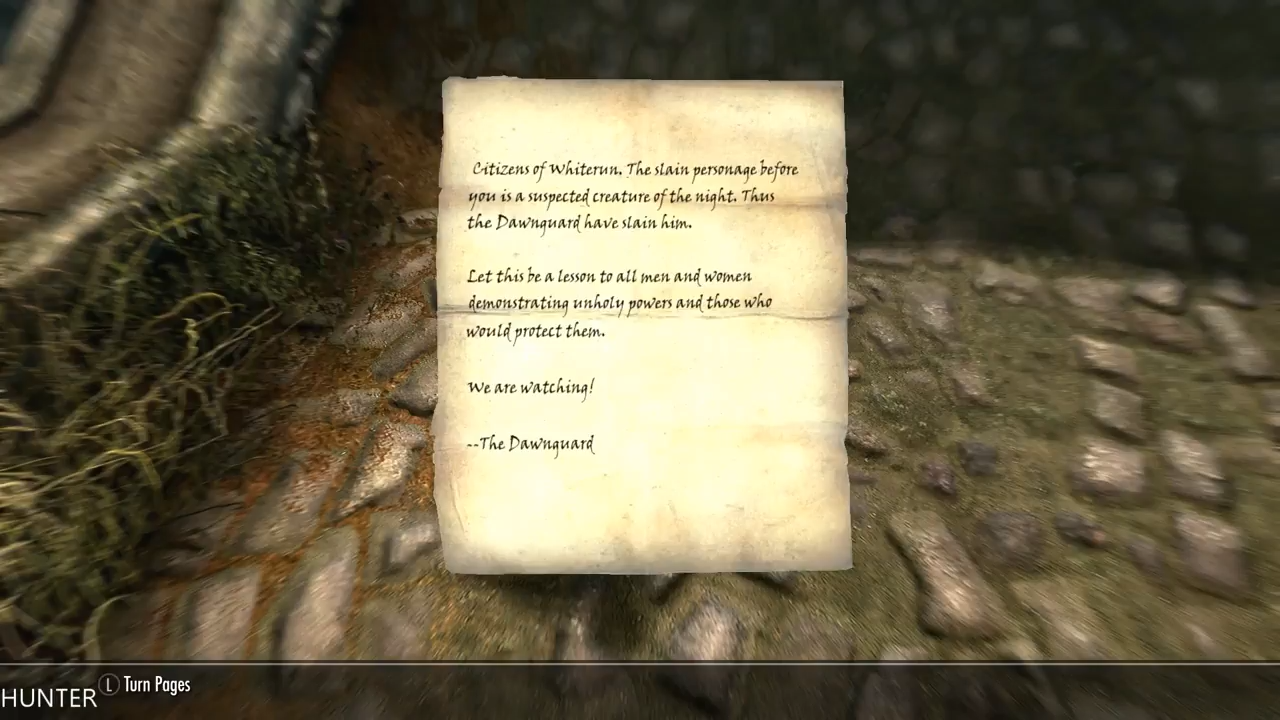 Citizens of Whiterun. The slain personage before
you is a suspected creature of the night. Thus
the Dawnguard have slain him.
Let this be a lesson to all men and women
demonstrating unholy powers and those who
would protect them.
We are watching!
--The Dawnguard
L Turn Pages
HUNTER